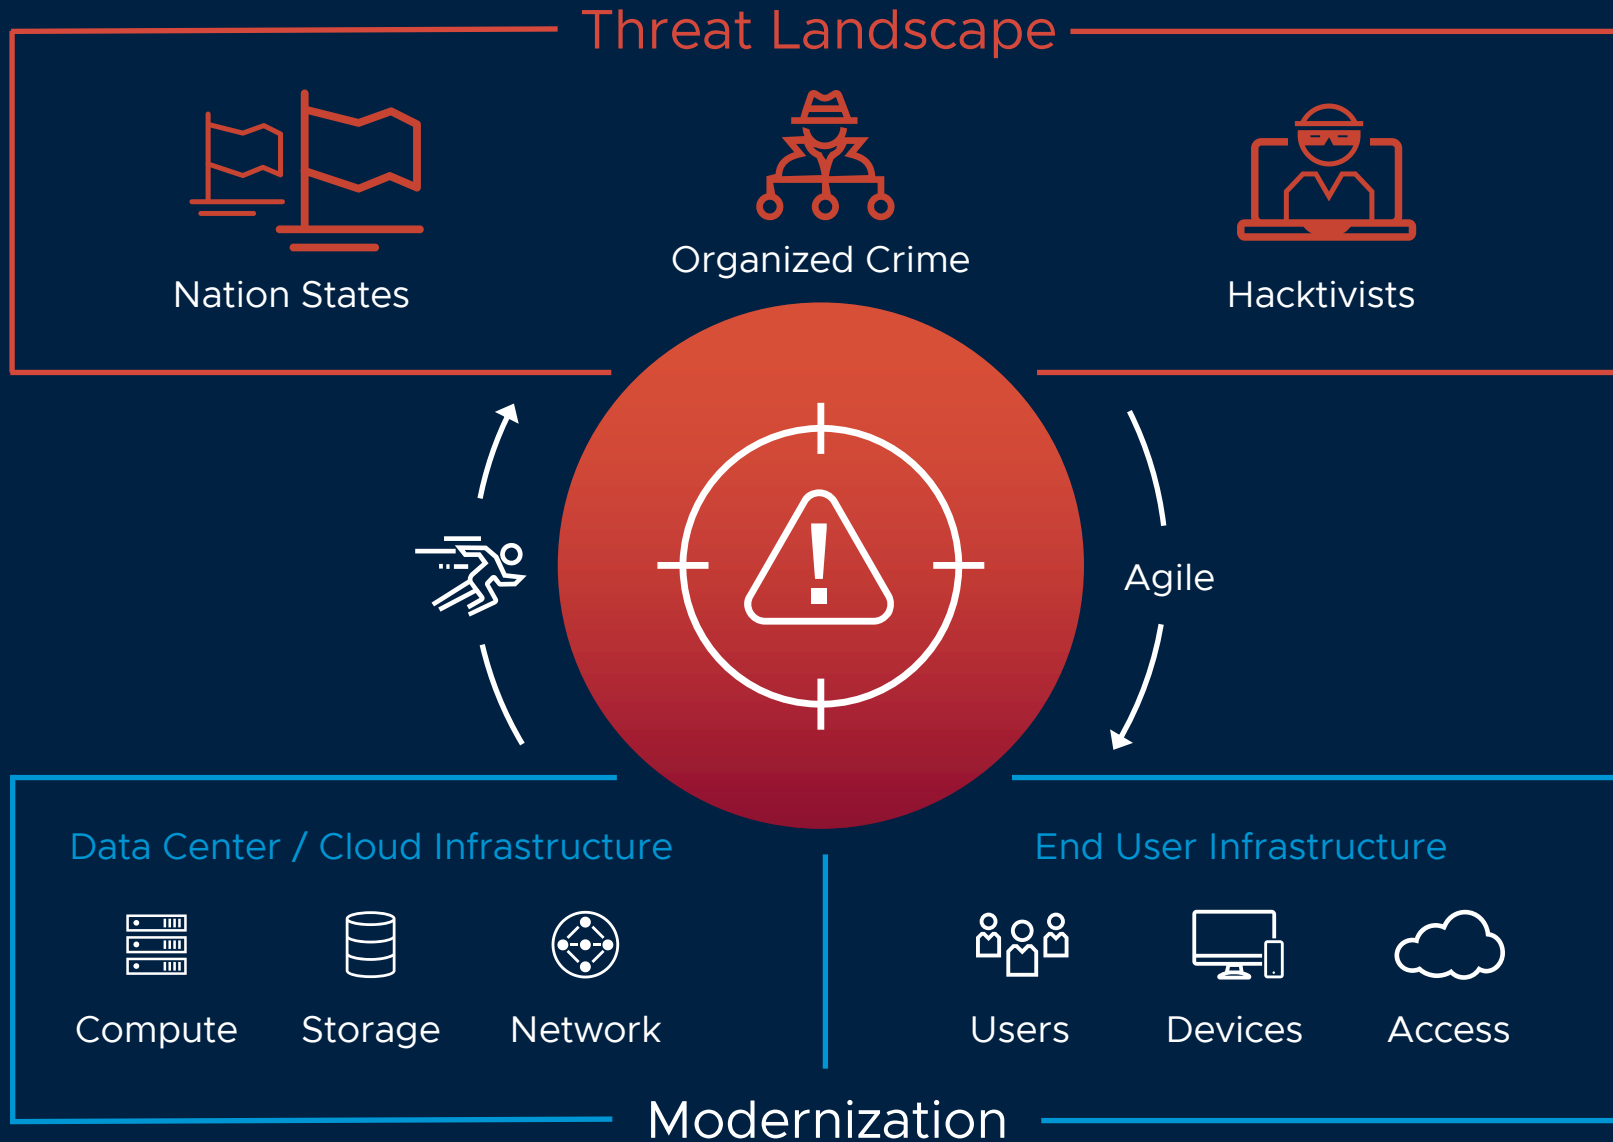 Threat Landscape
Nation States
Organized Crime
Hacktivists
Agile
Data Center / Cloud Infrastructure
Compute
Storage
Network
End User Infrastructure
Users
Devices
Access
Modernization